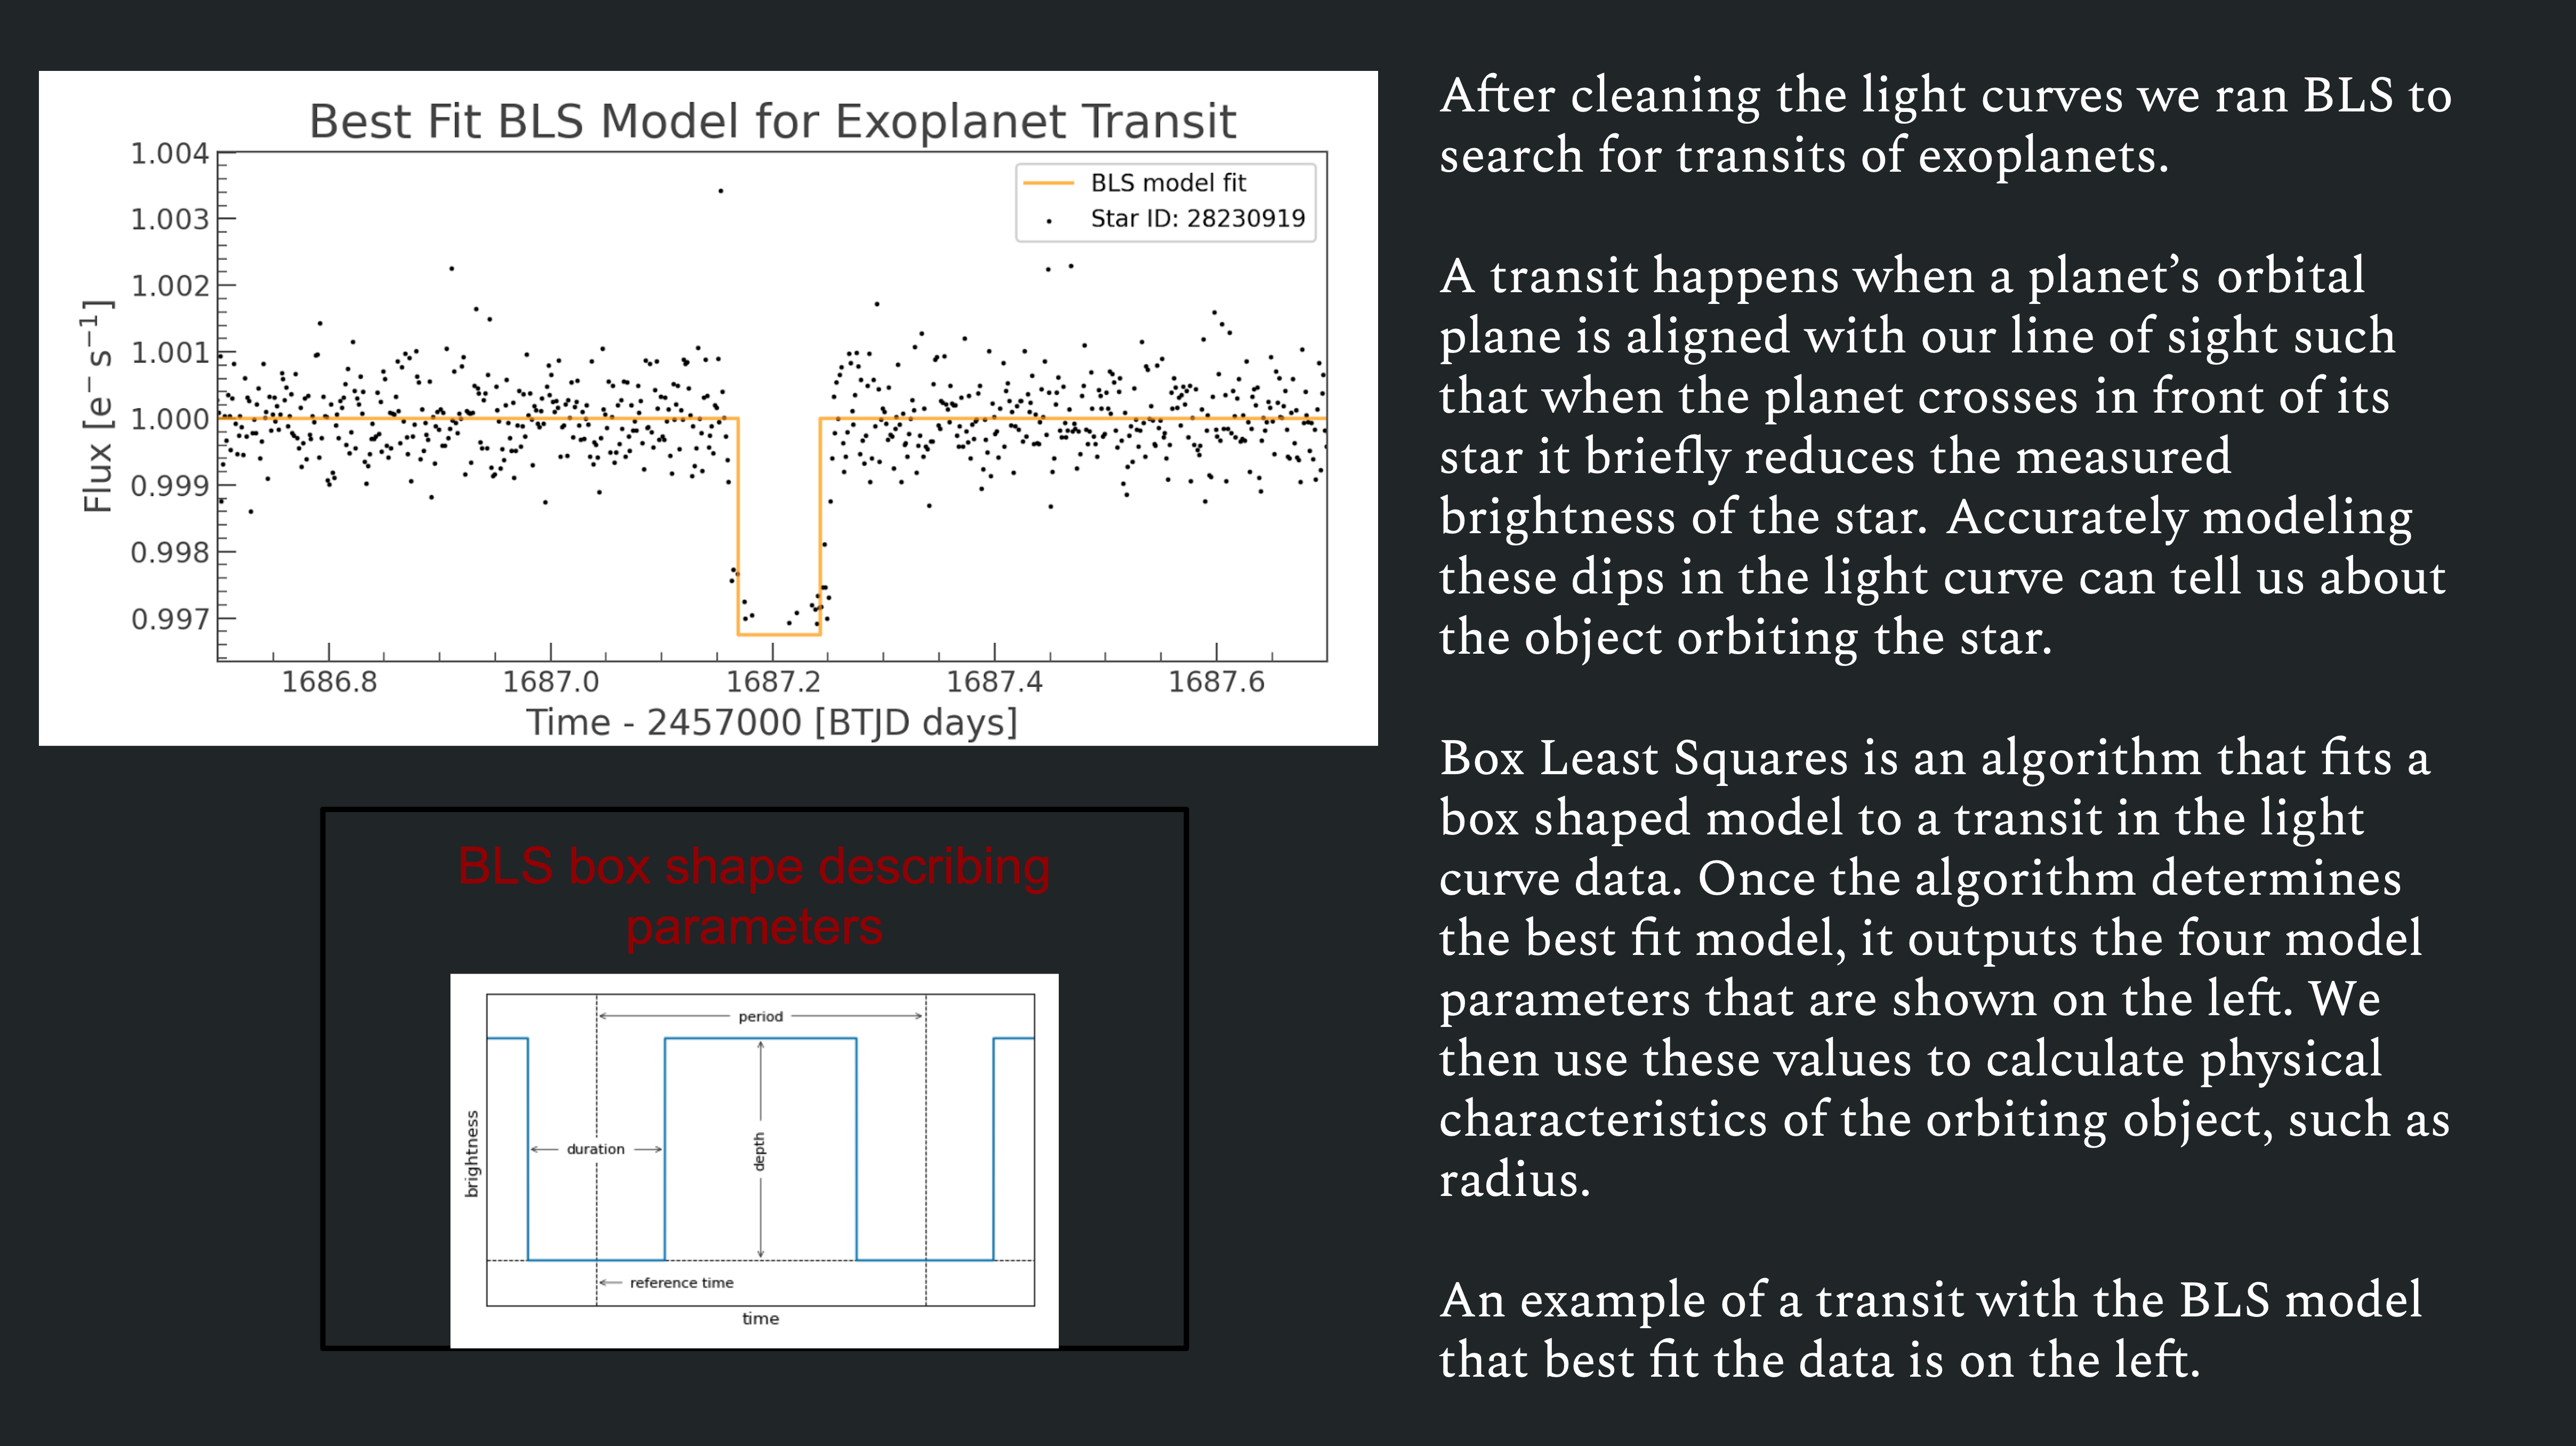 Best Fit BLS Model for Exoplanet Transit
1.004
1.003
1.002
1.001
1.000
0.999
0.998
0.997
Flux [e⁻ s⁻¹]
BLS model fit
Star ID: 28230919
1686.8 1687.0 1687.2 1687.4 1687.6
Time - 2457000 [BTJD days]
BLS box shape describing
parameters
period
duration
depth
reference time
brightness
time
After cleaning the light curves we ran BLS to
search for transits of exoplanets.
A transit happens when a planet’s orbital
plane is aligned with our line of sight such
that when the planet crosses in front of its
star it briefly reduces the measured
brightness of the star. Accurately modeling
these dips in the light curve can tell us about
the object orbiting the star.
Box Least Squares is an algorithm that fits a
box shaped model to a transit in the light
curve data. Once the algorithm determines
the best fit model, it outputs the four model
parameters that are shown on the left. We
then use these values to calculate physical
characteristics of the orbiting object, such as
radius.
An example of a transit with the BLS model
that best fit the data is on the left.